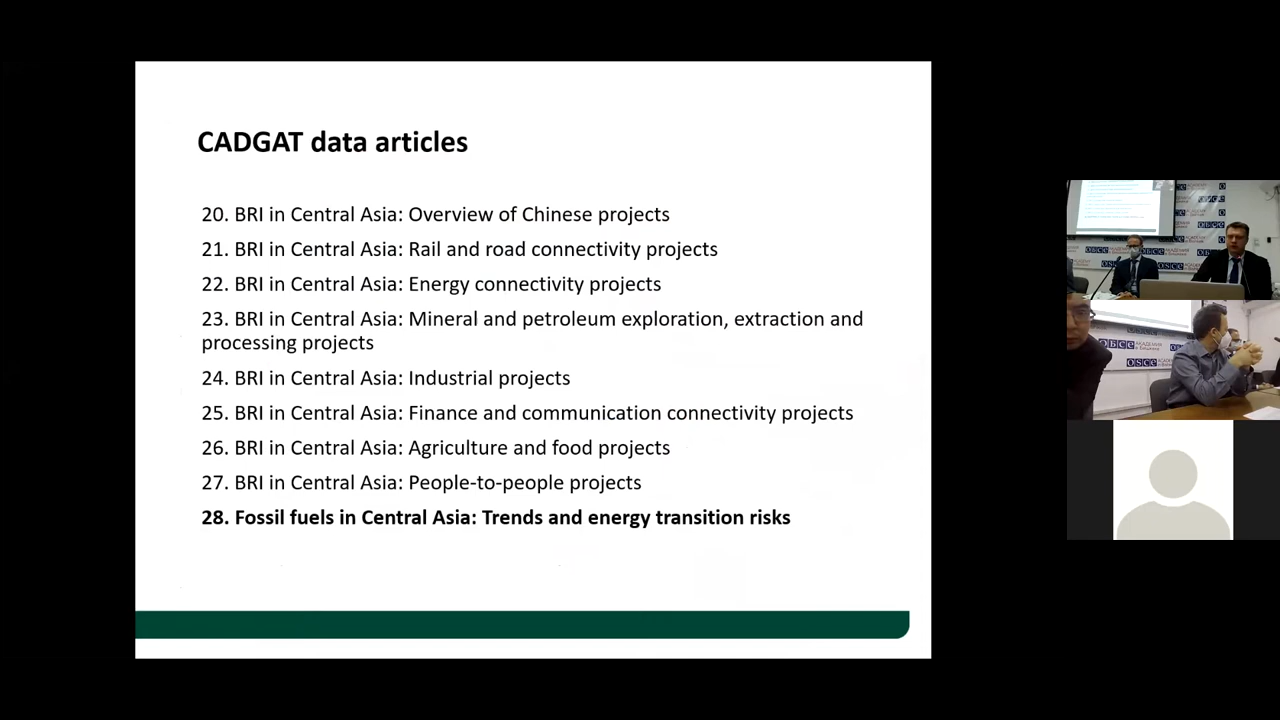 CADGAT data articles
20. BRI in Central Asia: Overview of Chinese projects
21. BRI in Central Asia: Rail and road connectivity projects
22. BRI in Central Asia: Energy connectivity projects
23. BRI in Central Asia: Mineral and petroleum exploration, extraction and
processing projects
24. BRI in Central Asia: Industrial projects
25. BRI in Central Asia: Finance and communication connectivity projects
26. BRI in Central Asia: Agriculture and food projects
27. BRI in Central Asia: People-to-people projects
28. Fossil fuels in Central Asia: Trends and energy transition risks
ОБСЕ АКАДЕМИЯ
osce